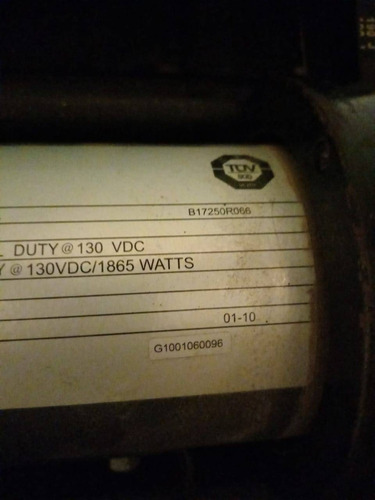 TÜV
B17250R066
L DUTY @ 130 VDC
Y @ 130VDC/1865 WATTS
01-10
G1001060096